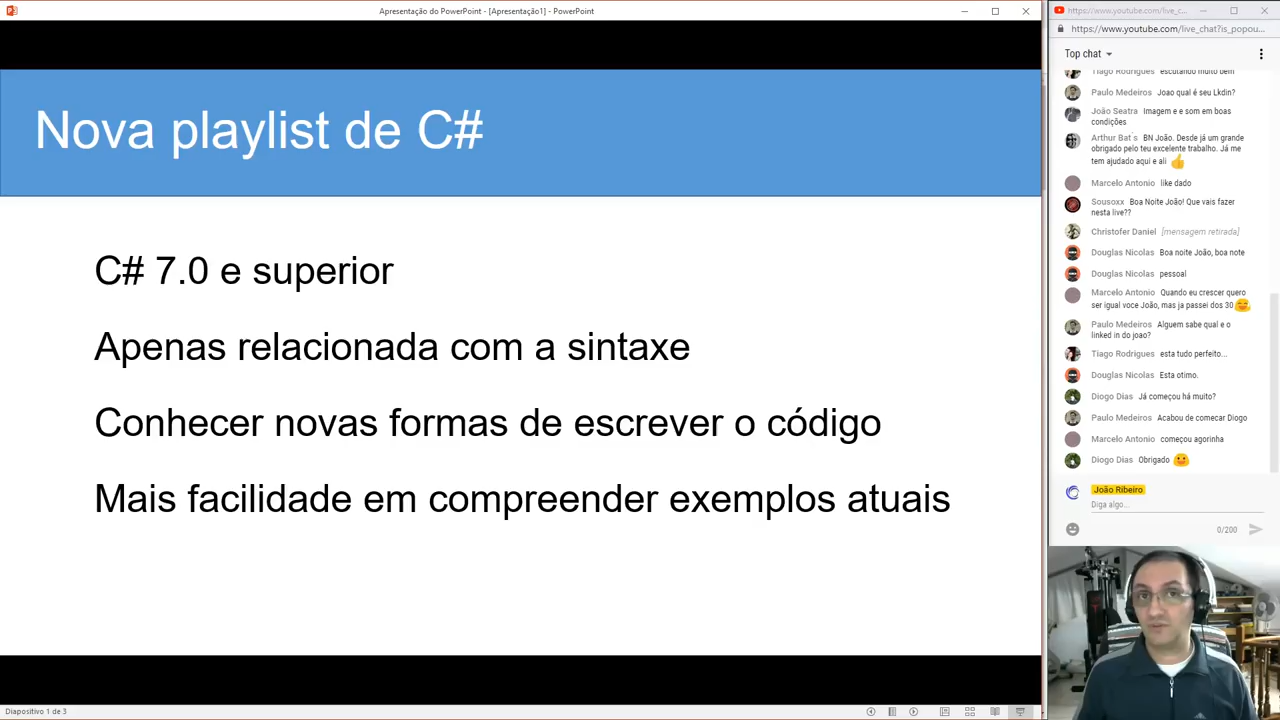 Apresentação do PowerPoint - [Apresentação1] - PowerPoint
Nova playlist de C#
C# 7.0 e superior
Apenas relacionada com a sintaxe
Conhecer novas formas de escrever o código
Mais facilidade em compreender exemplos atuais
Diapositivo 1 de 3
https://www.youtube.com/live_c...
https://www.youtube.com/live_chat?is_popou...
Top chat
Tiago Rodrigues escutando muito bem
Paulo Medeiros Joao qual é seu Lkdin?
João Seatra Imagem e e som em boas
condições
Arthur Bat´s BN João. Desde já um grande
obrigado pelo teu excelente trabalho. Já me
tem ajudado aqui e ali
Marcelo Antonio like dado
Sousoxx Boa Noite João! Que vais fazer
nesta live??
Christofer Daniel [mensagem retirada]
Douglas Nicolas Boa noite João, boa note
Douglas Nicolas pessoal
Marcelo Antonio Quando eu crescer quero
ser igual voce João, mas ja passei dos 30
Paulo Medeiros Alguem sabe qual e o
linked in do joao?
Tiago Rodrigues esta tudo perfeito...
Douglas Nicolas Esta otimo.
Diogo Dias Já começou há muito?
Paulo Medeiros Acabou de comecar Diogo
Marcelo Antonio começou agorinha
Diogo Dias Obrigado
João Ribeiro
Diga algo...
0/200